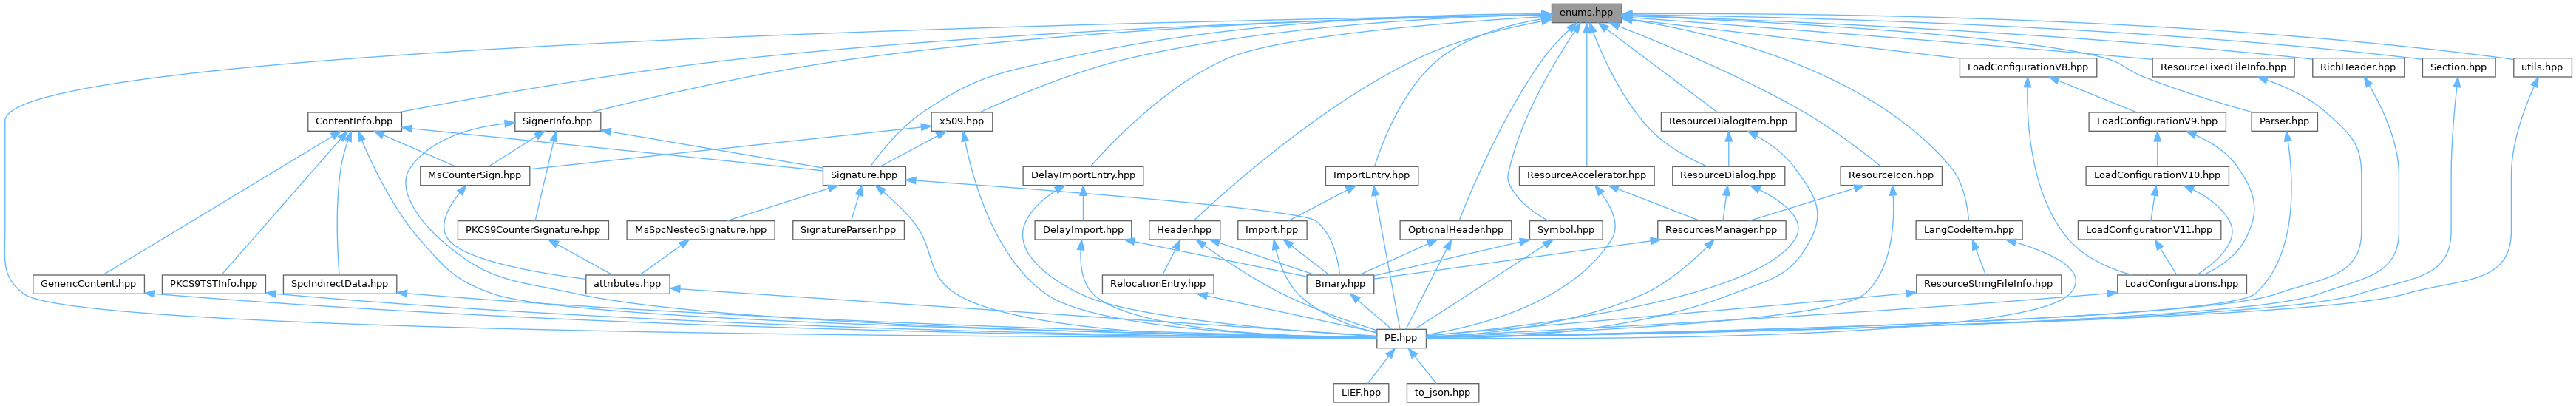 enums.hpp
LoadConfigurationV8.hpp
ResourceFixedFileInfo.hpp
RichHeader.hpp
Section.hpp
utils.hpp
ContentInfo.hpp
SignerInfo.hpp
x509.hpp
ResourceDialogItem.hpp
LoadConfigurationV9.hpp
Parser.hpp
MsCounterSign.hpp
Signature.hpp
DelayImportEntry.hpp
ImportEntry.hpp
ResourceAccelerator.hpp
ResourceDialog.hpp
ResourceIcon.hpp
LoadConfigurationV10.hpp
PKCS9CounterSignature.hpp
MsSpcNestedSignature.hpp
SignatureParser.hpp
DelayImport.hpp
Header.hpp
Import.hpp
OptionalHeader.hpp
Symbol.hpp
ResourcesManager.hpp
LangCodeItem.hpp
LoadConfigurationV11.hpp
GenericContent.hpp
PKCS9TSTInfo.hpp
SpcIndirectData.hpp
attributes.hpp
RelocationEntry.hpp
Binary.hpp
ResourceStringFileInfo.hpp
LoadConfigurations.hpp
PE.hpp
LIEF.hpp
to_json.hpp